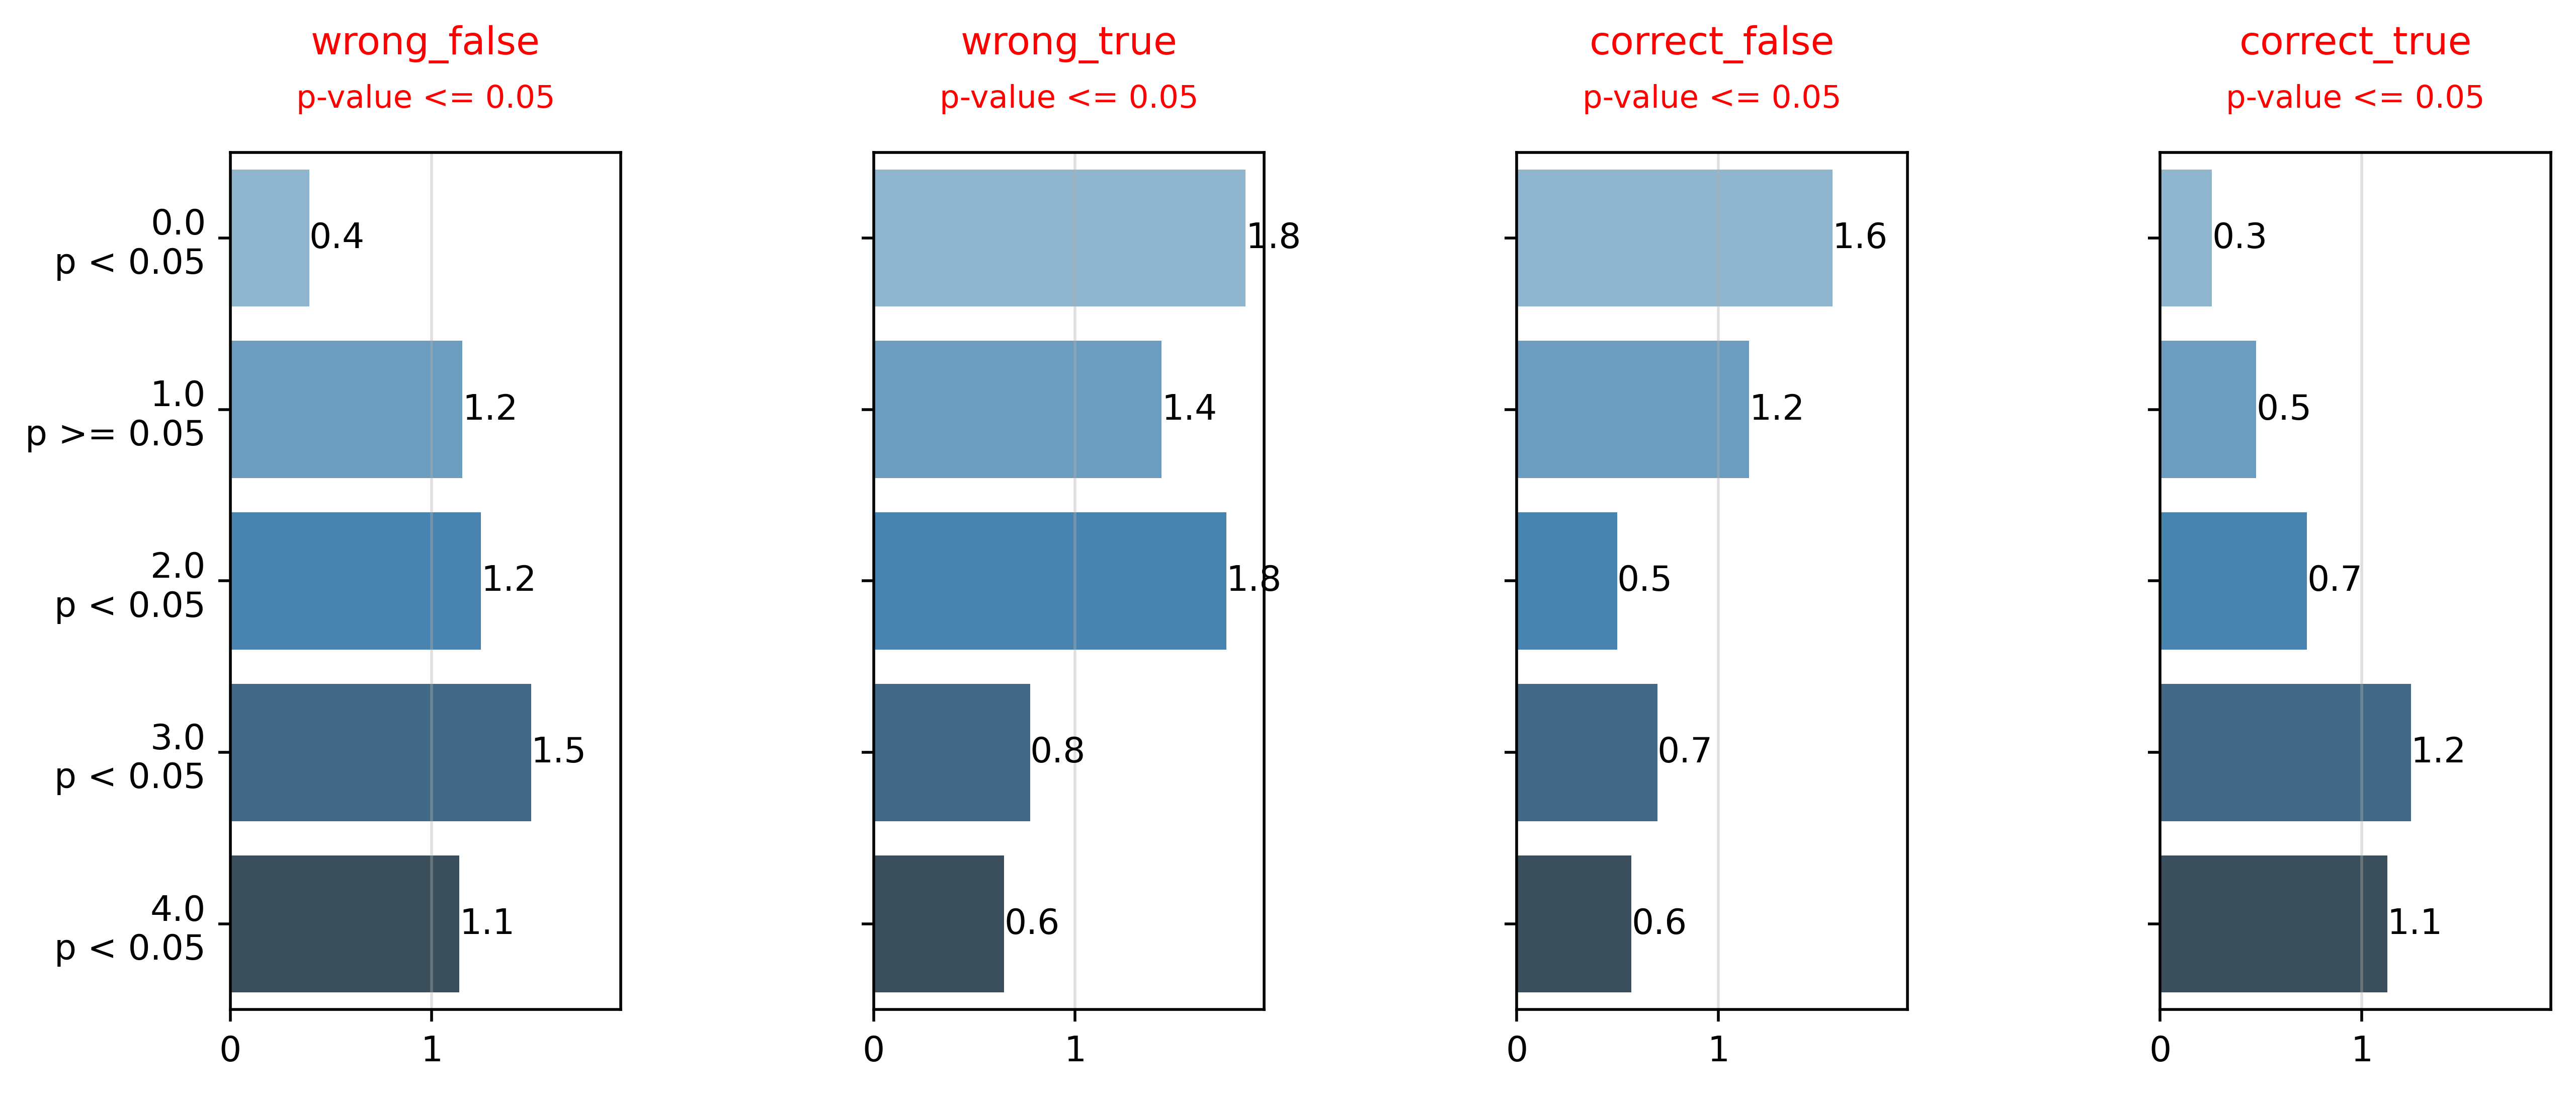 wrong_false
p-value <= 0.05
wrong_true
p-value <= 0.05
correct_false
p-value <= 0.05
correct_true
p-value <= 0.05
0.0
p < 0.05
0.4
1.8
1.6
0.3
1.0
p >= 0.05
1.2
1.4
1.2
0.5
2.0
p < 0.05
1.2
1.8
0.5
0.7
3.0
p < 0.05
1.5
0.8
0.7
1.2
4.0
p < 0.05
1.1
0.6
0.6
1.1
0 1
0 1
0 1
0 1